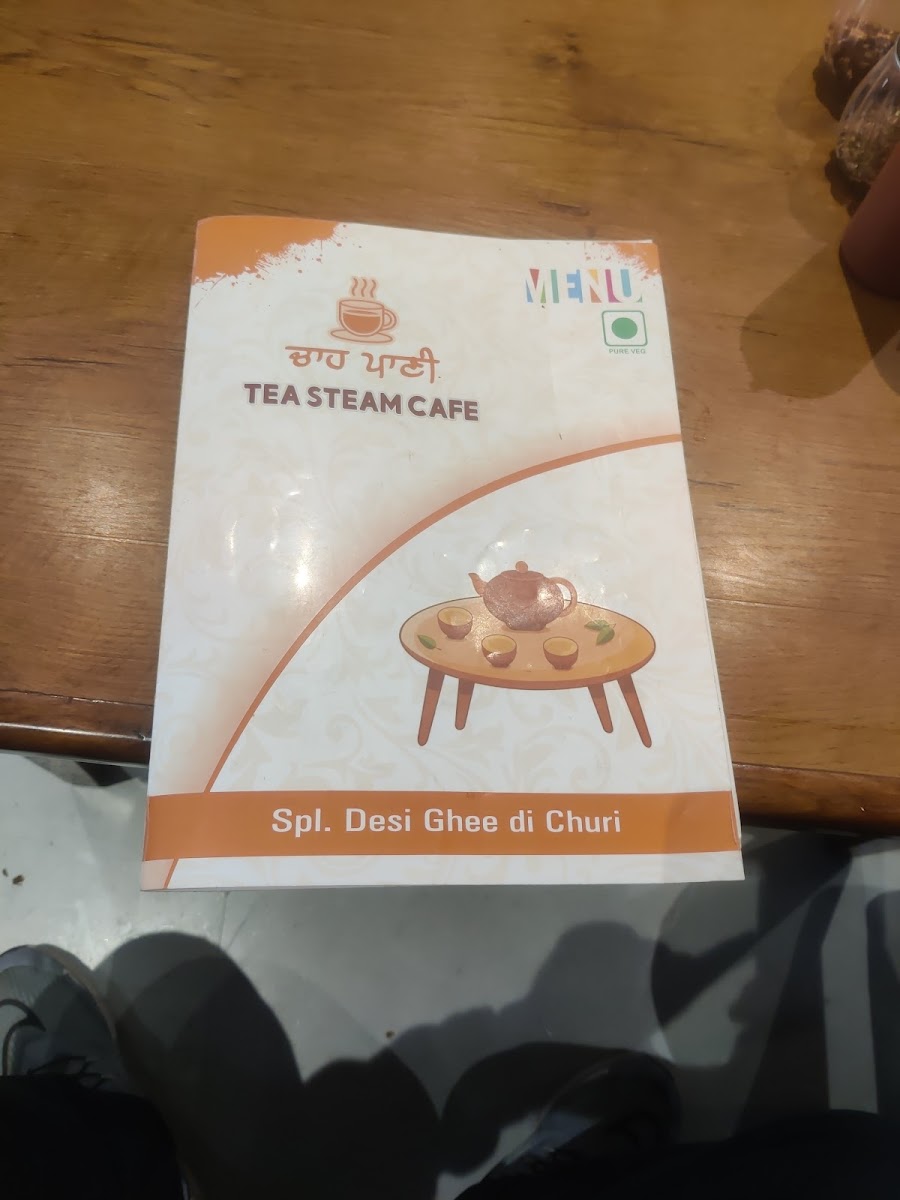 MENU
PURE VEG
ਚਾਹ ਪਾਣੀ
TEA STEAM CAFE
Spl. Desi Ghee di Churi